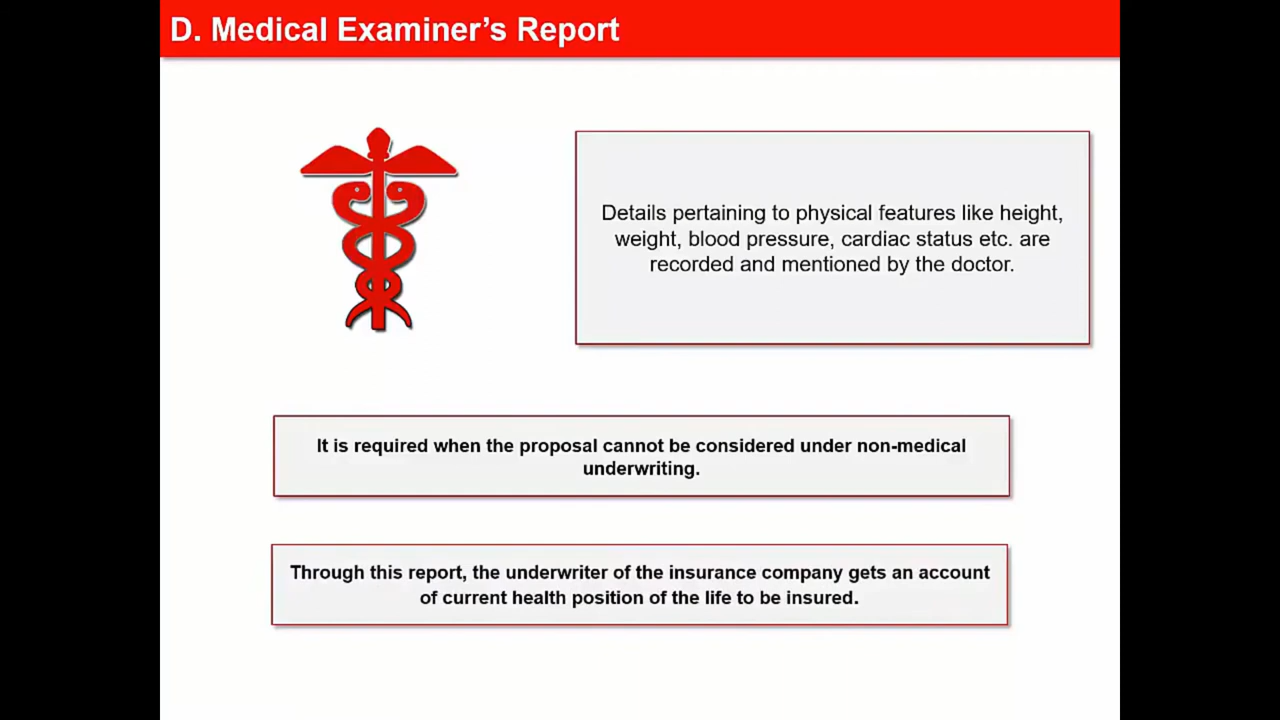 D. Medical Examiner's Report
Details pertaining to physical features like height,
weight, blood pressure, cardiac status etc. are
recorded and mentioned by the doctor.
It is required when the proposal cannot be considered under non-medical
underwriting.
Through this report, the underwriter of the insurance company gets an account
of current health position of the life to be insured.